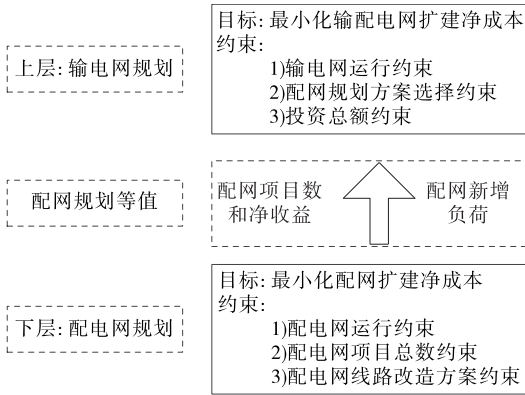 目标: 最小化输配电网扩建净成本
约束:
上层: 输电网规划
1)输电网运行约束
2)配网规划方案选择约束
3)投资总额约束
配网规划等值
配网项目数
和净收益
配网新增
负荷
目标: 最小化配网扩建净成本
约束:
下层: 配电网规划
1)配电网运行约束
2)配电网项目总数约束
3)配电网线路改造方案约束